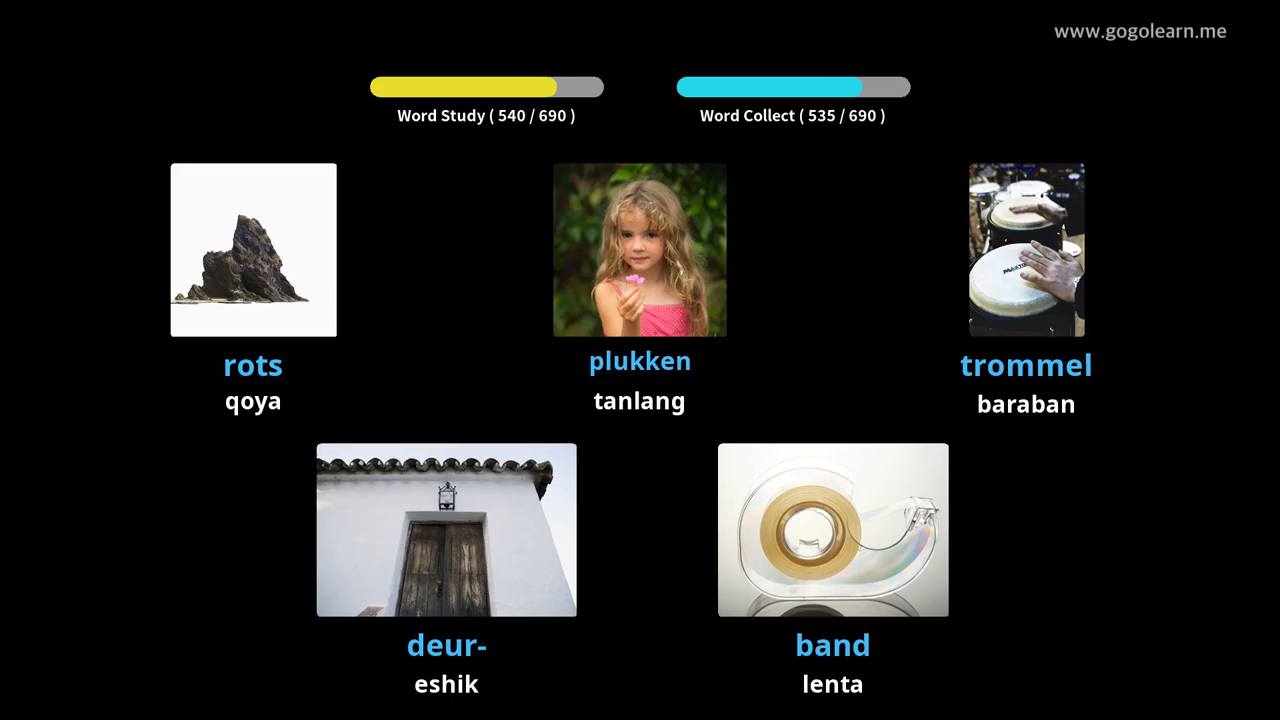 www.gogolearn.me
Word Study ( 540 / 690 )
Word Collect ( 535 / 690 )
rots
qoya
plukken
tanlang
trommel
baraban
deur-
eshik
band
lenta